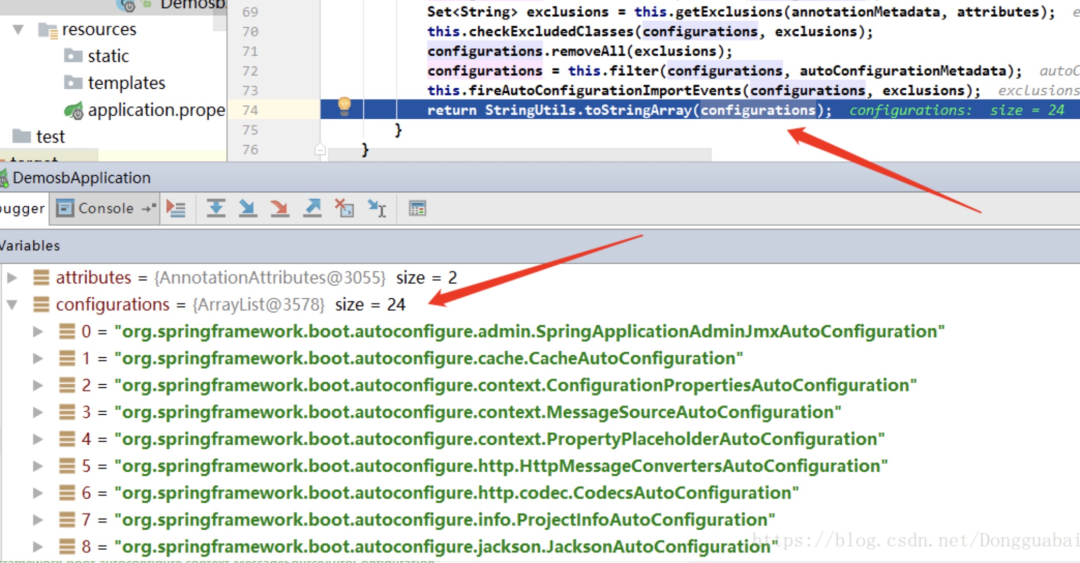 Demosb.
resources
static
templates
application.prope
test
69 Set<String> exclusions = this.getExclusions(annotationMetadata, attributes); e
70 this.checkExcludedClasses(configurations, exclusions);
71 configurations.removeAll(exclusions);
72 configurations = this.filter(configurations, autoConfigurationMetadata); autoC
73 this.fireAutoConfigurationImportEvents(configurations, exclusions); exclusions
74 return StringUtils.toStringArray(configurations); configurations: size = 24
75 }
76 }
DemosbApplication
ougger Console
Variables
attributes = {AnnotationAttributes@3055} size = 2
configurations = {ArrayList@3578} size = 24
0 = "org.springframework.boot.autoconfigure.admin.SpringApplicationAdminJmxAutoConfiguration"
1 = "org.springframework.boot.autoconfigure.cache.CacheAutoConfiguration"
2 = "org.springframework.boot.autoconfigure.context.ConfigurationPropertiesAutoConfiguration"
3 = "org.springframework.boot.autoconfigure.context.MessageSourceAutoConfiguration"
4 = "org.springframework.boot.autoconfigure.context.PropertyPlaceholderAutoConfiguration"
5 = "org.springframework.boot.autoconfigure.http.HttpMessageConvertersAutoConfiguration"
6 = "org.springframework.boot.autoconfigure.http.codec.CodecsAutoConfiguration"
7 = "org.springframework.boot.autoconfigure.info.ProjectInfoAutoConfiguration"
8 = "org.springframework.boot.autoconfigure.jackson.JacksonAutoConfiguration"
https://blog.csdn.net/Dongguabai